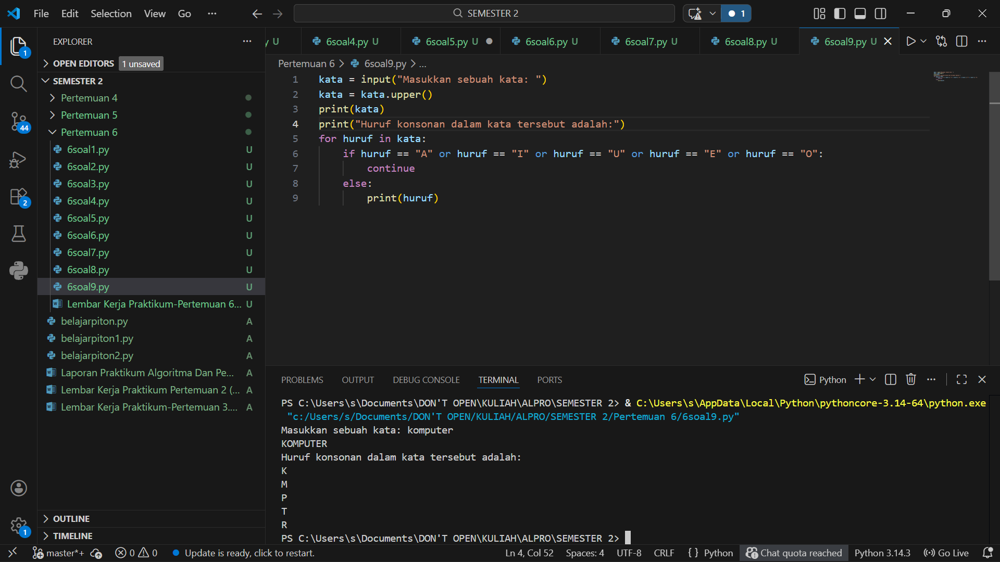 File Edit Selection View Go ···
SEMESTER 2
1
EXPLORER
OPEN EDITORS 1 unsaved
SEMESTER 2
Pertemuan 4
Pertemuan 5
Pertemuan 6
6soal1.py U
6soal2.py U
6soal3.py U
6soal4.py U
6soal5.py U
6soal6.py U
6soal7.py U
6soal8.py U
6soal9.py U
Lembar Kerja Praktikum-Pertemuan 6... U
belajarpiton.py A
belajarpiton1.py A
belajarpiton2.py A
Laporan Praktikum Algoritma Dan Pe... A
Lembar Kerja Praktikum Pertemuan 2 (... A
Lembar Kerja Praktikum-Pertemuan 3.... A
OUTLINE
TIMELINE
1
44
2
1
y U 6soal4.py U 6soal5.py U 6soal6.py U 6soal7.py U 6soal8.py U 6soal9.py U
Pertemuan 6 > 6soal9.py > ...
1 kata = input("Masukkan sebuah kata: ")
2 kata = kata.upper()
3 print(kata)
4 print("Huruf konsonan dalam kata tersebut adalah:")
5 for huruf in kata:
6 if huruf == "A" or huruf == "I" or huruf == "U" or huruf == "E" or huruf == "O":
7 continue
8 else:
9 print(huruf)
PROBLEMS OUTPUT DEBUG CONSOLE TERMINAL PORTS
Python
PS C:\Users\s\Documents\DON'T OPEN\KULIAH\ALPRO\SEMESTER 2> & C:\Users\s\AppData\Local\Python\pythoncore-3.14-64\python.exe
"c:/Users/s/Documents/DON'T OPEN/KULIAH/ALPRO/SEMESTER 2/Pertemuan 6/6soal9.py"
Masukkan sebuah kata: komputer
KOMPUTER
Huruf konsonan dalam kata tersebut adalah:
K
M
P
T
R
PS C:\Users\s\Documents\DON'T OPEN\KULIAH\ALPRO\SEMESTER 2>
master*+ 0 0 Update is ready, click to restart. Ln 4, Col 52 Spaces: 4 UTF-8 CRLF { } Python Chat quota reached Python 3.14.3 Go Live